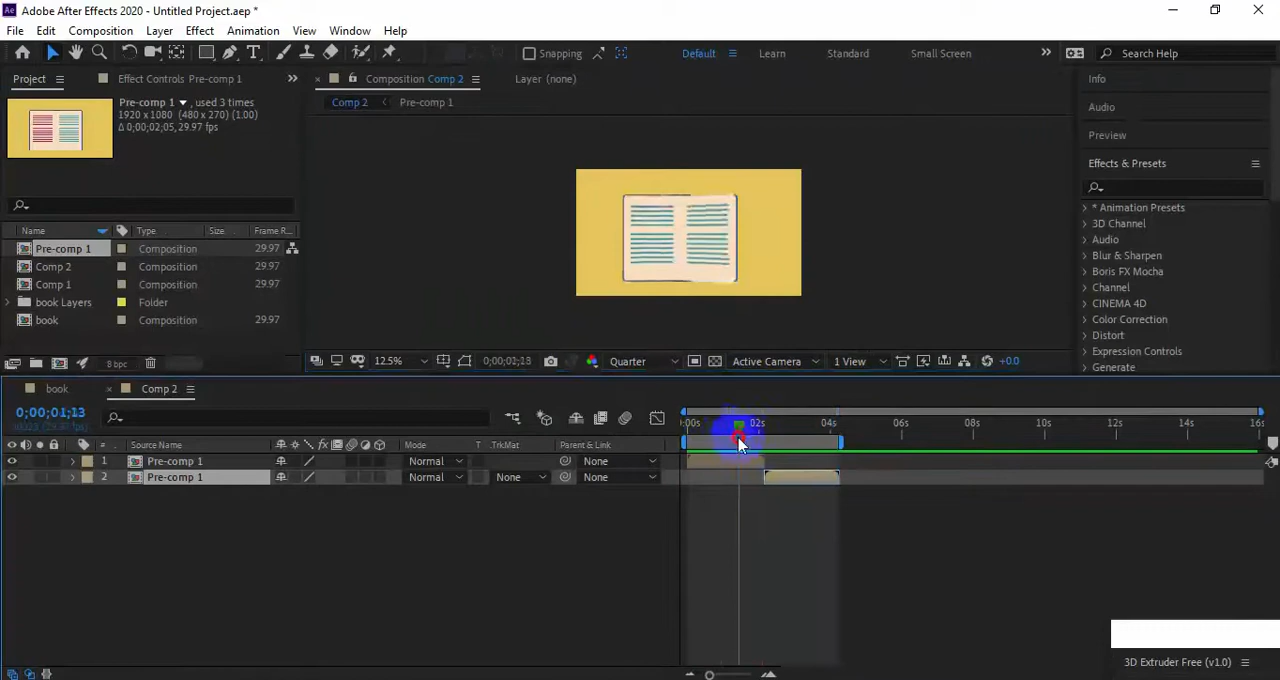 Adobe After Effects 2020 - Untitled Project.aep *
File Edit Composition Layer Effect Animation View Window Help
Snapping Default Learn Standard Small Screen Search Help
Project Effect Controls Pre-comp 1 Composition Comp 2 Layer (none) Info
Pre-comp 1 , used 3 times
1920 x 1080 (480 x 270) (1.00)
Δ 0;00;02;05, 29.97 fps
Comp 2 Pre-comp 1
Audio
Preview
Effects & Presets
* Animation Presets
3D Channel
Audio
Blur & Sharpen
Boris FX Mocha
Channel
CINEMA 4D
Color Correction
Distort
Expression Controls
Generate
Name Type Size Frame R...
Pre-comp 1 Composition 29.97
Comp 2 Composition 29.97
Comp 1 Composition 29.97
book Layers Folder
book Composition 29.97
8 bpc
12.5% 0;00;01;13 Quarter Active Camera 1 View +0.0
book Comp 2
0;00;01;13
(29.97 fps)
:00s 02s 04s 06s 08s 10s 12s 14s 16s
# Source Name fx Mode T .TrkMat Parent & Link
1 Pre-comp 1 Normal None
2 Pre-comp 1 Normal None None
3D Extruder Free (v1.0)